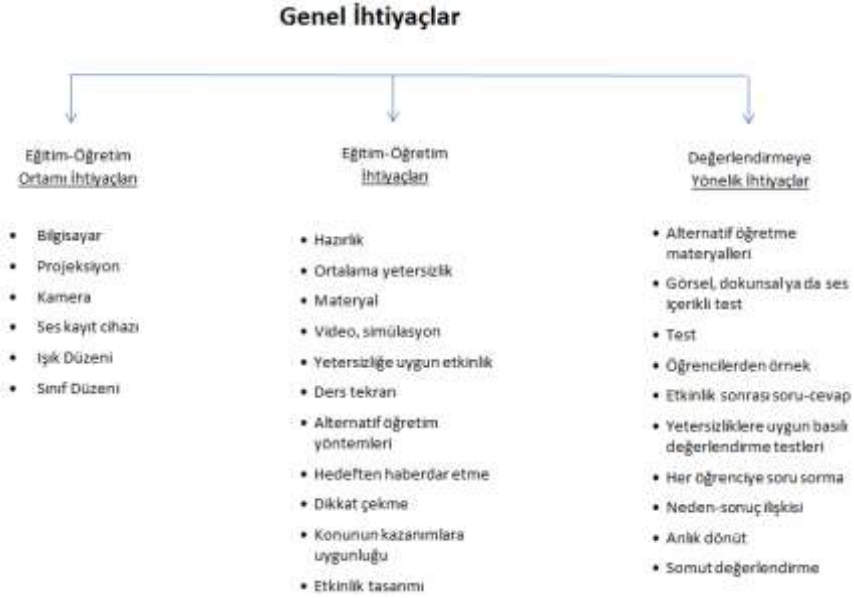 Genel İhtiyaçlar
Eğitim-Öğretim
Ortamı İhtiyaçları
• Bilgisayar
• Projeksiyon
• Kamera
• Ses kayıt cihazı
• Işık Düzeni
• Sınıf Düzeni
Eğitim-Öğretim
İhtiyaçları
• Hazırlık
• Ortalama yetersizlik
• Materyal
• Video, simülasyon
• Yetersizliğe uygun etkinlik
• Ders tekrarı
• Alternatif öğretim
yöntemleri
• Hedeften haberdar etme
• Dikkat çekme
• Konunun kazanımlara
uygunluğu
• Etkinlik tasarımı
Değerlendirmeye
Yönelik İhtiyaçlar
• Alternatif öğretme
materyalleri
• Görsel, dokunsal ya da ses
içerikli test
• Test
• Öğrencilerden örnek
• Etkinlik sonrası soru-cevap
• Yetersizliklere uygun basılı
değerlendirme testleri
• Her öğrenciye soru sorma
• Neden-sonuç ilişkisi
• Anlık dönüt
• Somut değerlendirme